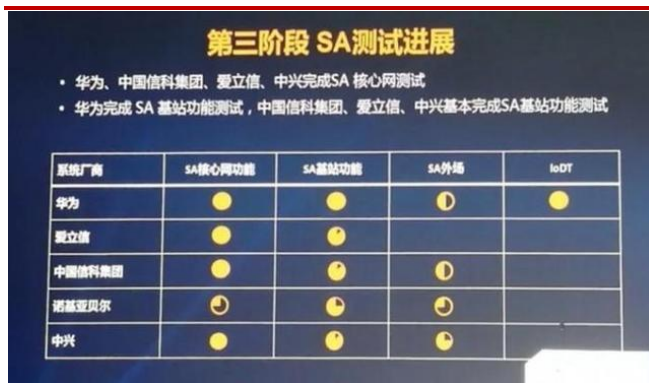 第三阶段 SA测试进展
• 华为、中国信科集团、爱立信、中兴完成SA 核心网测试
• 华为完成 SA 基站功能测试，中国信科集团、爱立信、中兴基本完成SA基站功能测试
系统厂商 SA核心网功能 SA基站功能 SA外场 IoDT
华为
爱立信
中国信科集团
诺基亚贝尔
中兴